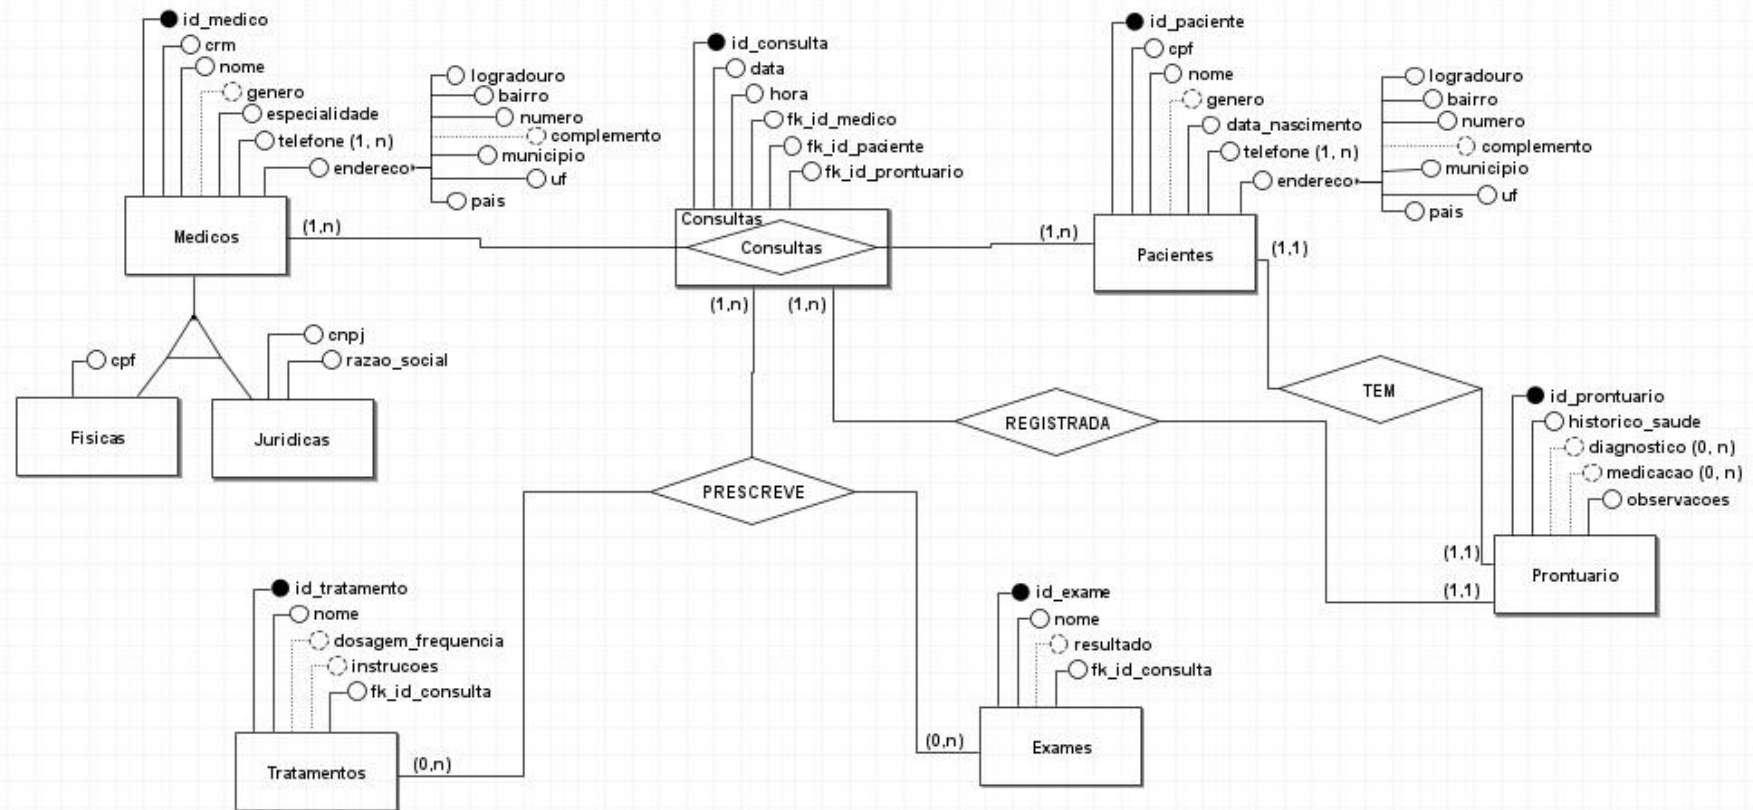 id_medico
crm
nome
genero
especialidade
telefone (1, n)
endereco
logradouro
bairro
numero
complemento
municipio
uf
pais
Medicos
(1,n)
id_consulta
data
hora
fk_id_medico
fk_id_paciente
fk_id_prontuario
Consultas
Consultas
(1,n)
(1,n)
(1,n)
id_paciente
cpf
nome
genero
data_nascimento
telefone (1, n)
endereco
logradouro
bairro
numero
complemento
municipio
uf
pais
Pacientes
(1,1)
cpf
Fisicas
cnpj
razao_social
Juridicas
TEM
REGISTRADA
PRESCREVE
id_prontuario
historico_saude
diagnostico (0, n)
medicacao (0, n)
observacoes
(1,1)
(1,1)
Prontuario
id_tratamento
nome
dosagem_frequencia
instrucoes
fk_id_consulta
Tratamentos
(0,n)
id_exame
nome
resultado
fk_id_consulta
(0,n)
Exames